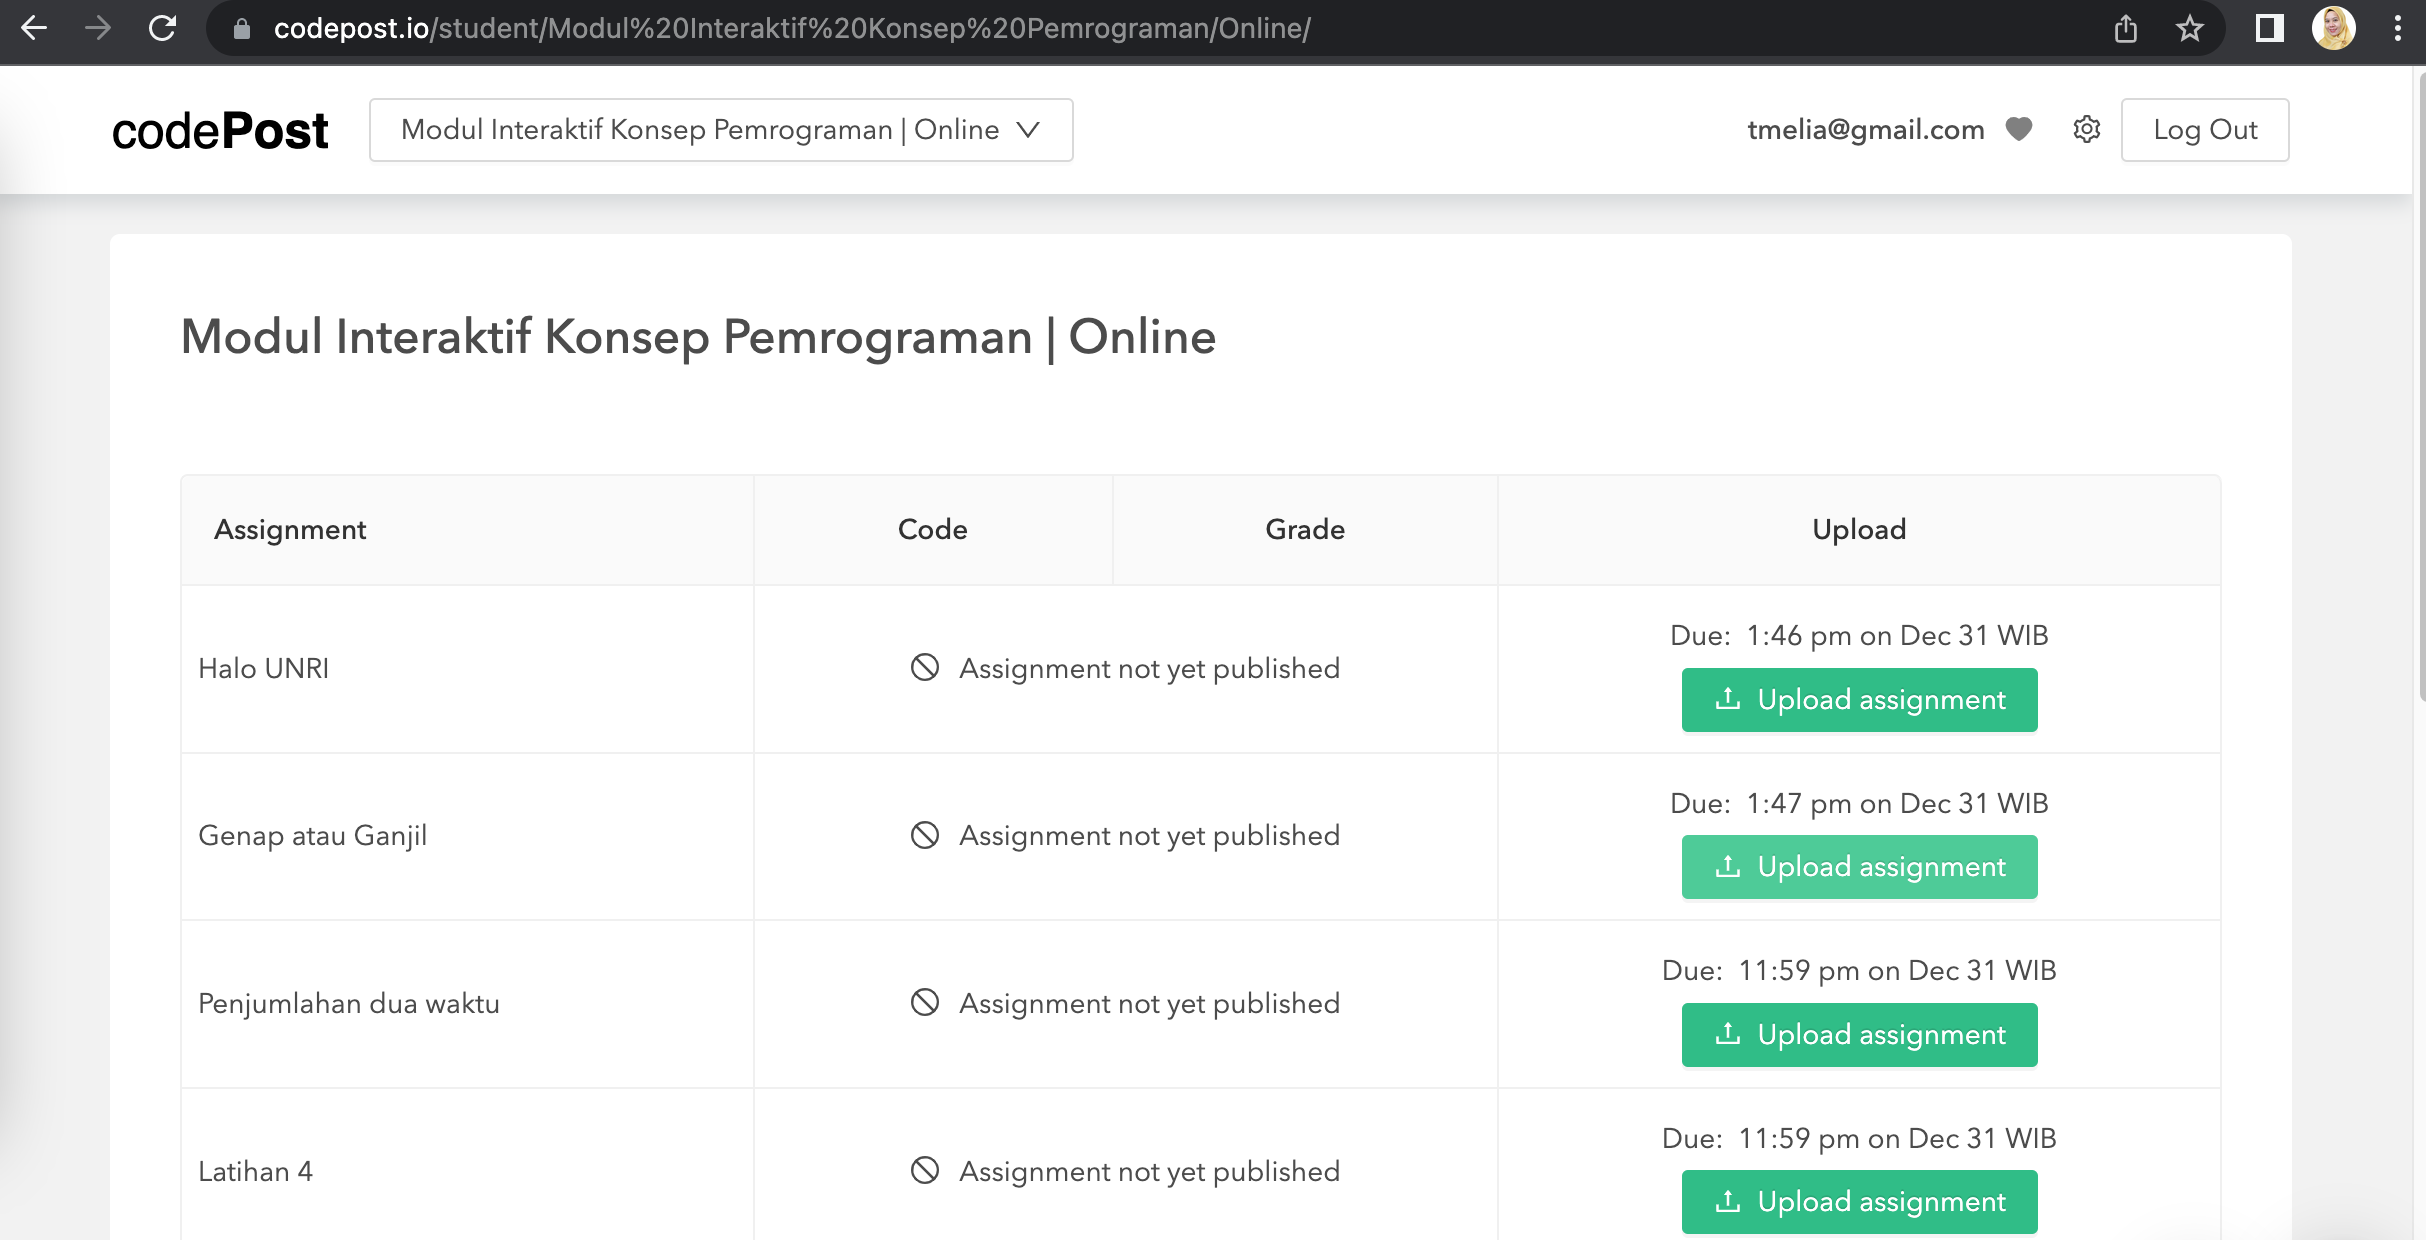 codepost.io/student/Modul%20Interaktif%20Konsep%20Pemrograman/Online/
codePost
Modul Interaktif Konsep Pemrograman | Online
tmelia@gmail.com
Log Out
Modul Interaktif Konsep Pemrograman | Online
Assignment Code Grade Upload
Due: 1:46 pm on Dec 31 WIB
Halo UNRI Assignment not yet published
Upload assignment
Due: 1:47 pm on Dec 31 WIB
Genap atau Ganjil Assignment not yet published
Upload assignment
Due: 11:59 pm on Dec 31 WIB
Penjumlahan dua waktu Assignment not yet published
Upload assignment
Due: 11:59 pm on Dec 31 WIB
Latihan 4 Assignment not yet published
Upload assignment